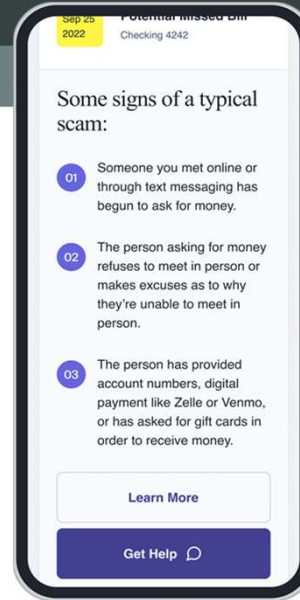 Sep 25
2022
Potential Missed Bill
Checking 4242
Some signs of a typical
scam:
01
Someone you met online or
through text messaging has
begun to ask for money.
02
The person asking for money
refuses to meet in person or
makes excuses as to why
they’re unable to meet in
person.
03
The person has provided
account numbers, digital
payment like Zelle or Venmo,
or has asked for gift cards in
order to receive money.
Learn More
Get Help